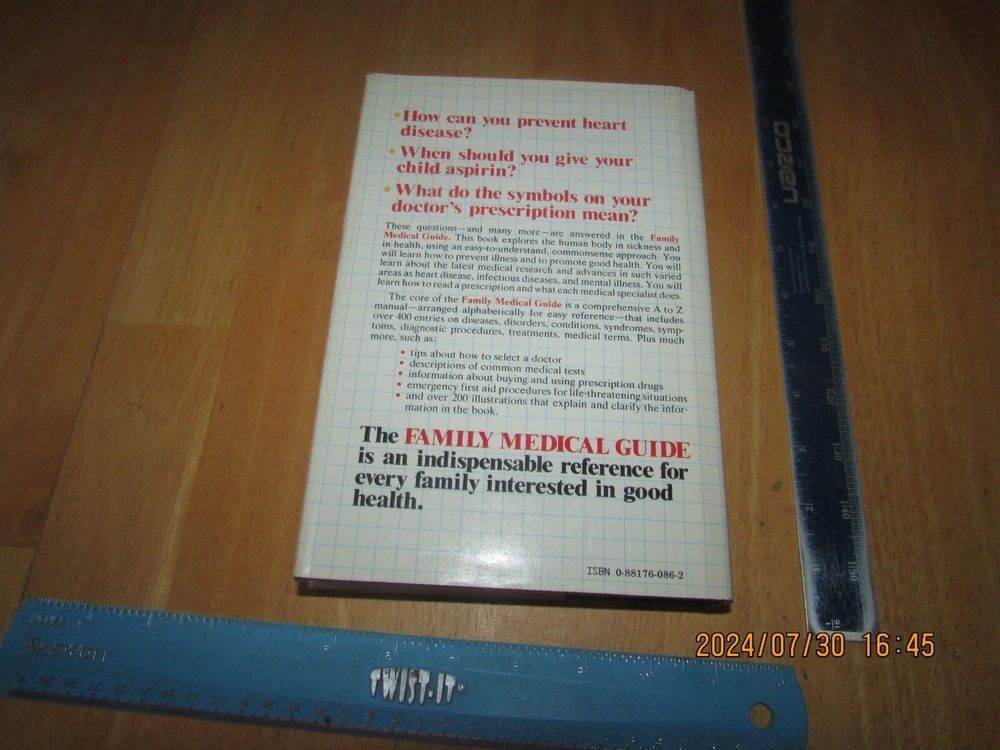 •How can you prevent heart
disease?
•When should you give your
child aspirin?
•What do the symbols on your
doctor's prescription mean?
These questions—and many more—are answered in the Family
Medical Guide. This book explores the human body in sickness and
in health, using an easy-to-understand, commonsense approach. You
will learn how to prevent illness and to promote good health. You will
learn about the latest medical research and advances in such varied
areas as heart disease, infectious diseases, and mental illness. You will
learn how to read a prescription and what each medical specialist does.
The core of the Family Medical Guide is a comprehensive A to Z
manual—arranged alphabetically for easy reference—that includes
over 400 entries on diseases, disorders, conditions, syndromes, symp-
toms, diagnostic procedures, treatments, medical terms. Plus much
more, such as:
• tips about how to select a doctor
• descriptions of common medical tests
• information about buying and using prescription drugs
• emergency first aid procedures for life-threatening situations
• and over 200 illustrations that explain and clarify the infor-
mation in the book.
The FAMILY MEDICAL GUIDE
is an indispensable reference for
every family interested in good
health.
ISBN 0-88176-086-2
2024/07/30 16:45
WESTCOTT
TWIST·IT